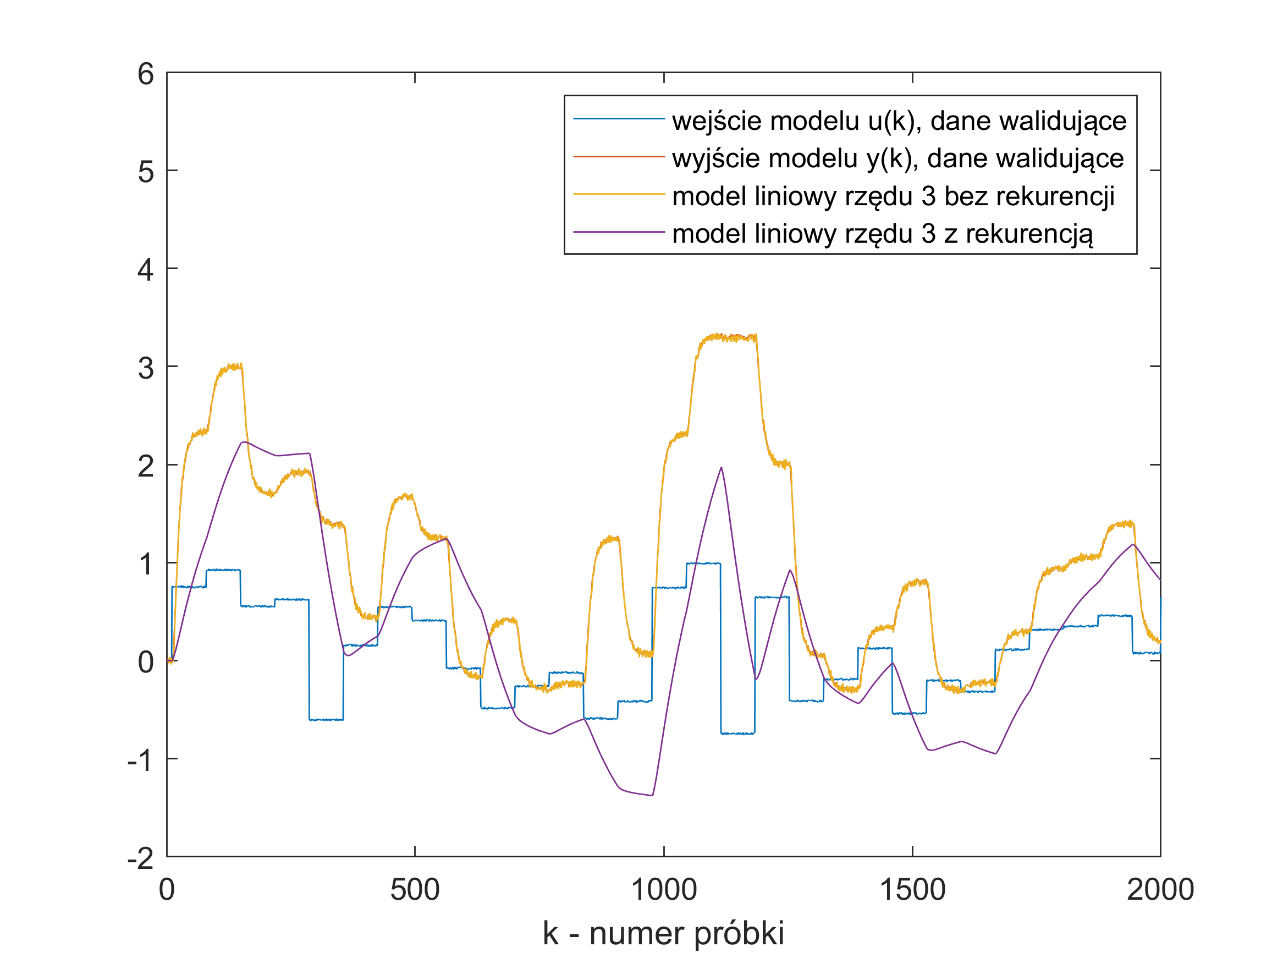 6
5
4
3
2
1
0
-1
-2
wejście modelu u(k), dane walidujące
wyjście modelu y(k), dane walidujące
model liniowy rzędu 3 bez rekurencji
model liniowy rzędu 3 z rekurencją
0 500 1000 1500 2000
k - numer próbki